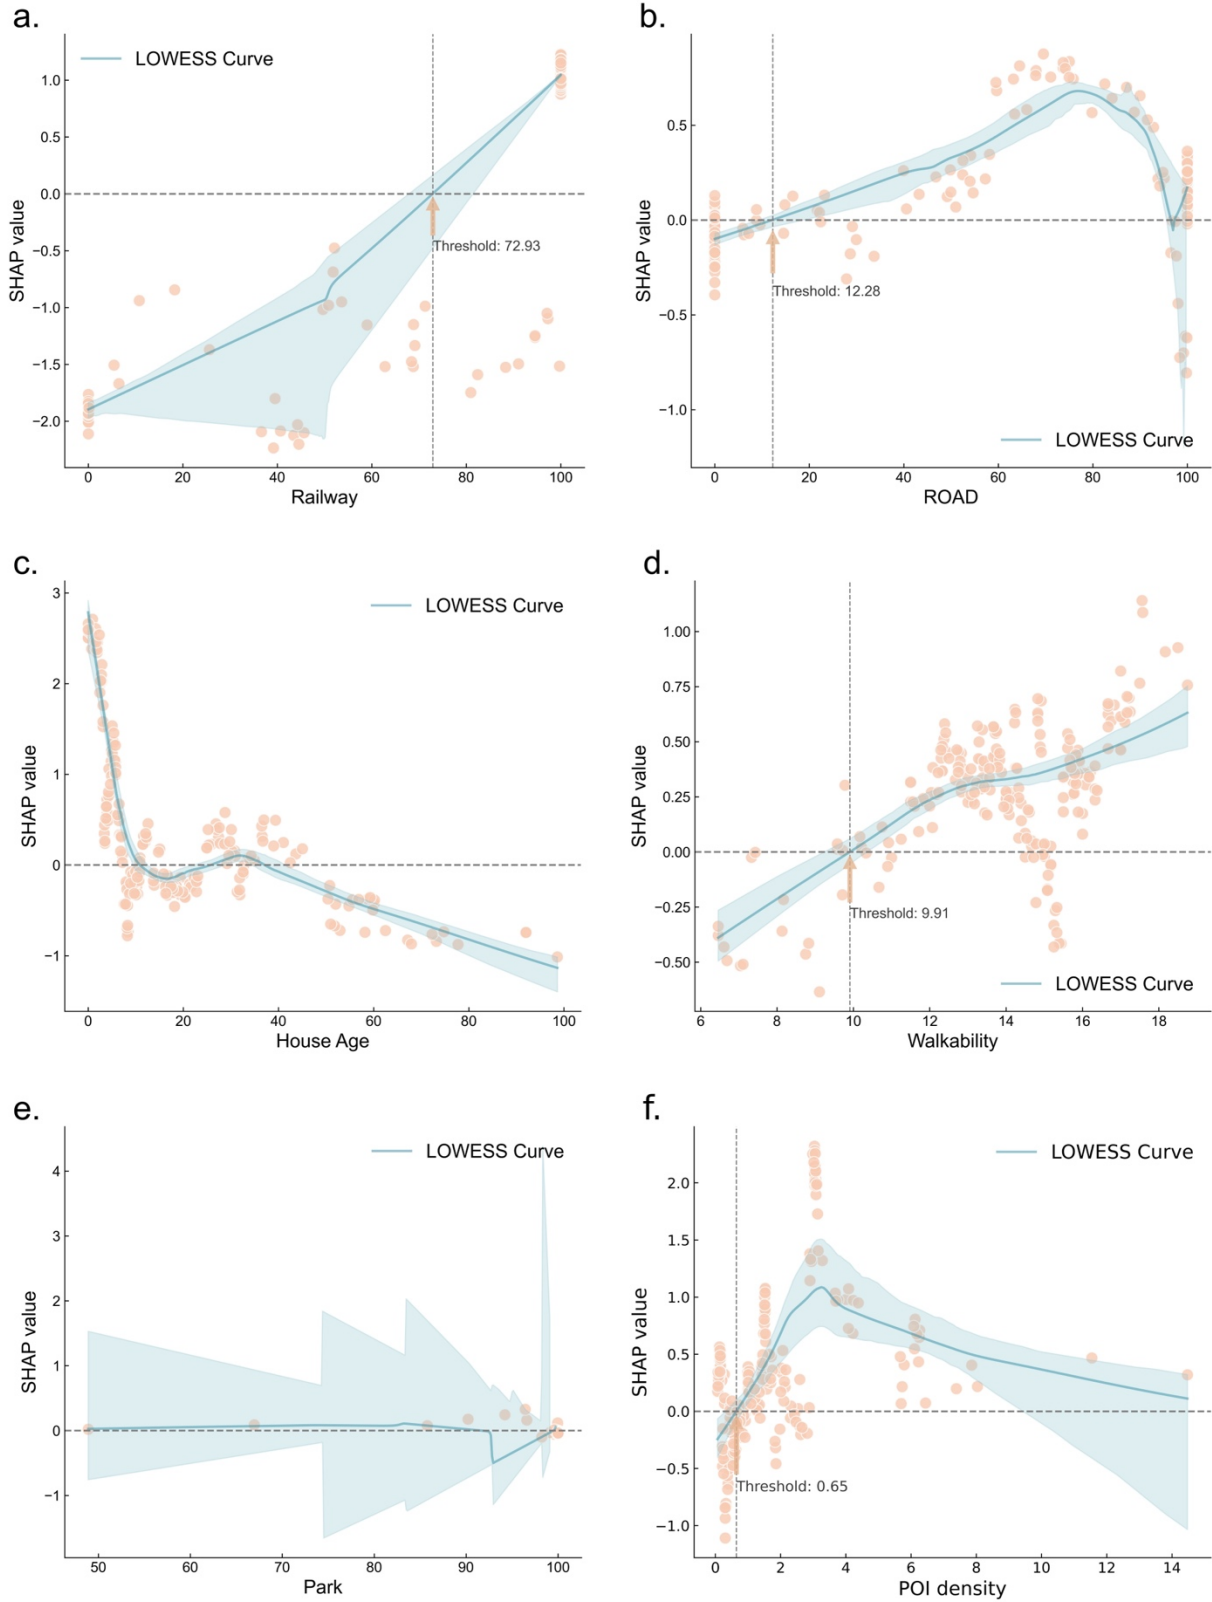 a.
LOWESS Curve
SHAP value
1.0
0.5
0.0
−0.5
−1.0
−1.5
−2.0
Threshold: 72.93
0 20 40 60 80 100
Railway
b.
SHAP value
0.5
0.0
−0.5
−1.0
Threshold: 12.28
LOWESS Curve
0 20 40 60 80 100
ROAD
c.
LOWESS Curve
SHAP value
3
2
1
0
−1
0 20 40 60 80 100
House Age
d.
SHAP value
1.00
0.75
0.50
0.25
0.00
−0.25
−0.50
Threshold: 9.91
LOWESS Curve
6 8 10 12 14 16 18
Walkability
e.
LOWESS Curve
SHAP value
4
3
2
1
0
−1
50 60 70 80 90 100
Park
f.
LOWESS Curve
SHAP value
2.0
1.5
1.0
0.5
0.0
−0.5
−1.0
Threshold: 0.65
0 2 4 6 8 10 12 14
POI density